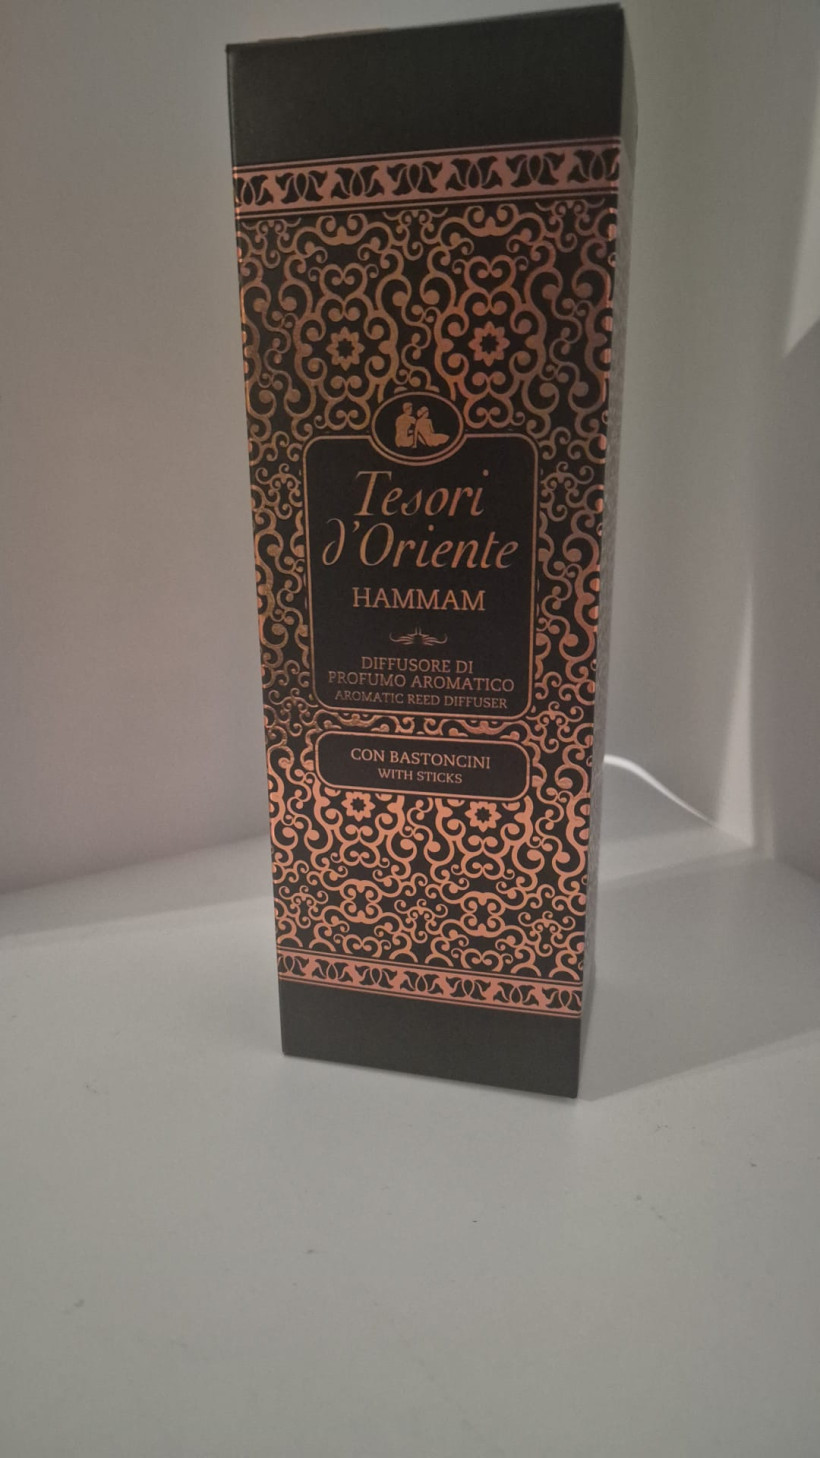 Tesori
d'Oriente
HAMMAM
DIFFUSORE DI
PROFUMO AROMATICO
AROMATIC REED DIFFUSER
CON BASTONCINI
WITH STICKS